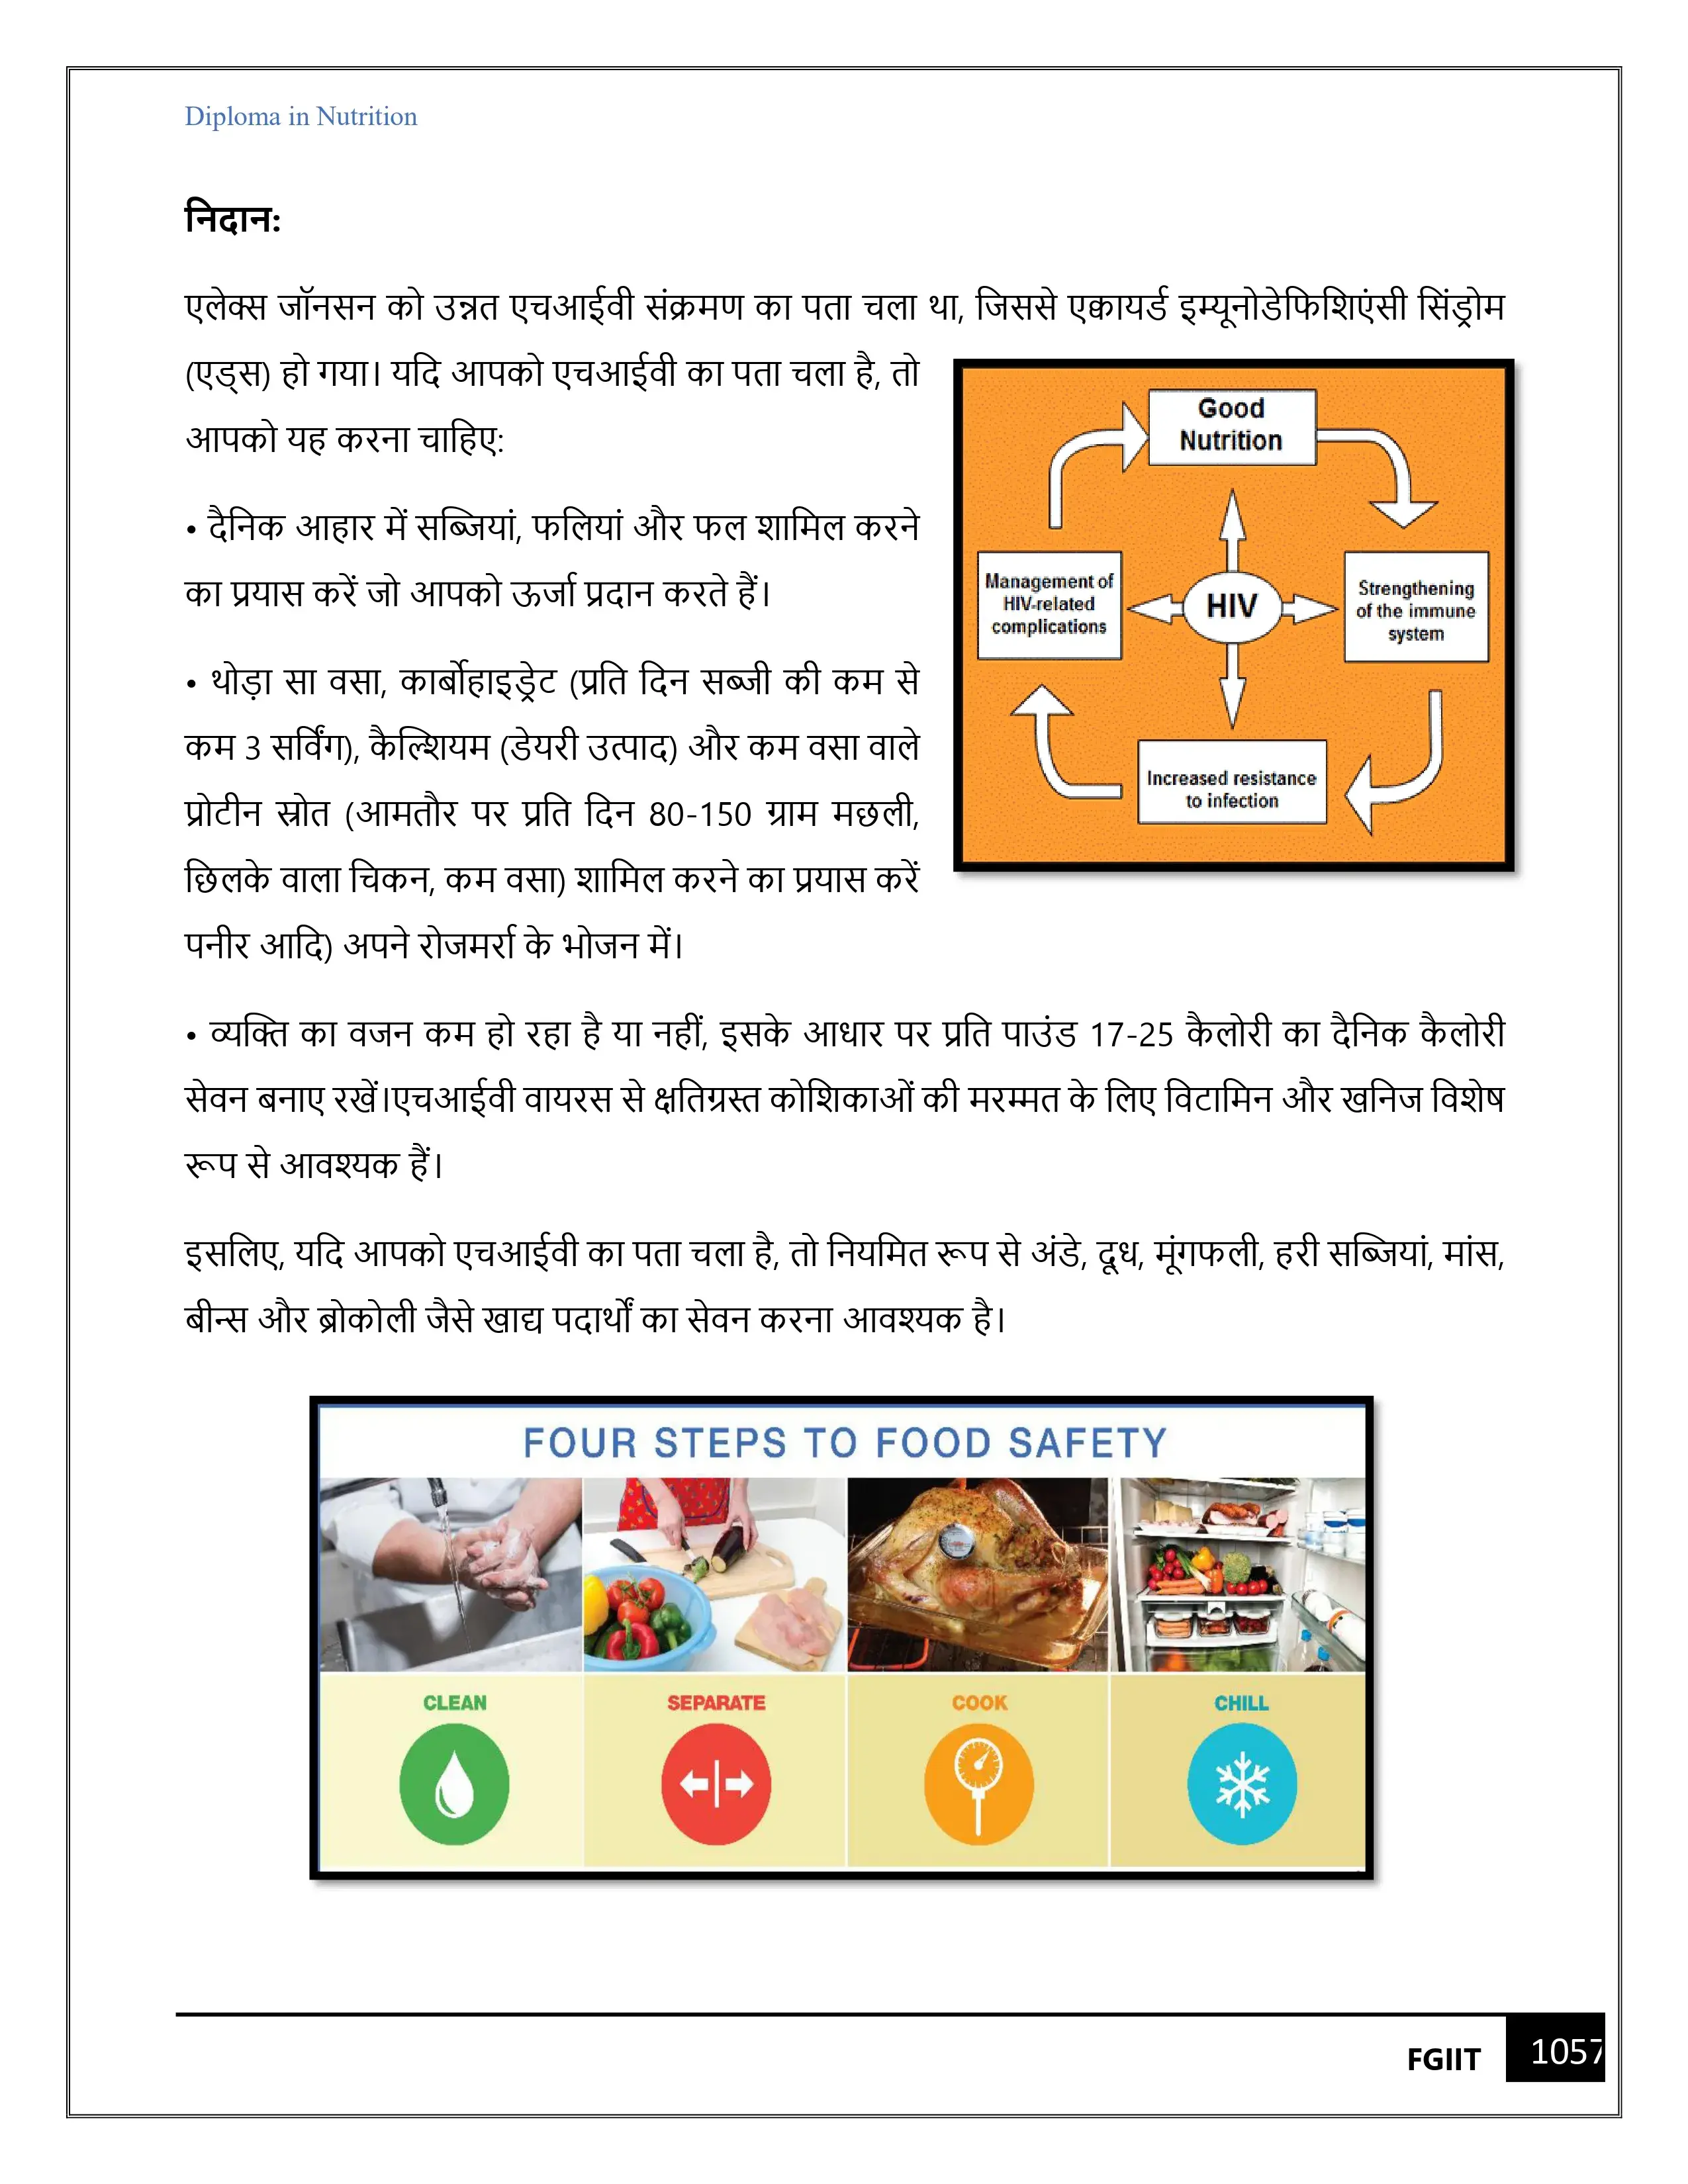 Diploma in Nutrition
निदान:
एलेक्स जॉनसन को उन्नत एचआईवी संक्रमण का पता चला था, जिससे एक्वायर्ड इम्यूनोडेफिशिएंसी सिंड्रोम
(एड्स) हो गया। यदि आपको एचआईवी का पता चला है, तो
आपको यह करना चाहिए:
• दैनिक आहार में सब्जियां, फलियां और फल शामिल करने
का प्रयास करें जो आपको ऊर्जा प्रदान करते हैं।
• थोड़ा सा वसा, कार्बोहाइड्रेट (प्रति दिन सब्जी की कम से
कम 3 सर्विंग), कैल्शियम (डेयरी उत्पाद) और कम वसा वाले
प्रोटीन स्रोत (आमतौर पर प्रति दिन 80-150 ग्राम मछली,
छिलके वाला चिकन, कम वसा) शामिल करने का प्रयास करें
पनीर आदि) अपने रोजमर्रा के भोजन में।
Good
Nutrition
Management of
HIV-related
complications
HIV
Strengthening
of the immune
system
Increased resistance
to infection
• व्यक्ति का वजन कम हो रहा है या नहीं, इसके आधार पर प्रति पाउंड 17-25 कैलोरी का दैनिक कैलोरी
सेवन बनाए रखें।एचआईवी वायरस से क्षतिग्रस्त कोशिकाओं की मरम्मत के लिए विटामिन और खनिज विशेष
रूप से आवश्यक हैं।
इसलिए, यदि आपको एचआईवी का पता चला है, तो नियमित रूप से अंडे, दूध, मूंगफली, हरी सब्जियां, मांस,
बीन्स और ब्रोकोली जैसे खाद्य पदार्थों का सेवन करना आवश्यक है।
FOUR STEPS TO FOOD SAFETY
CLEAN
SEPARATE
COOK
CHILL
FGIIT
1057